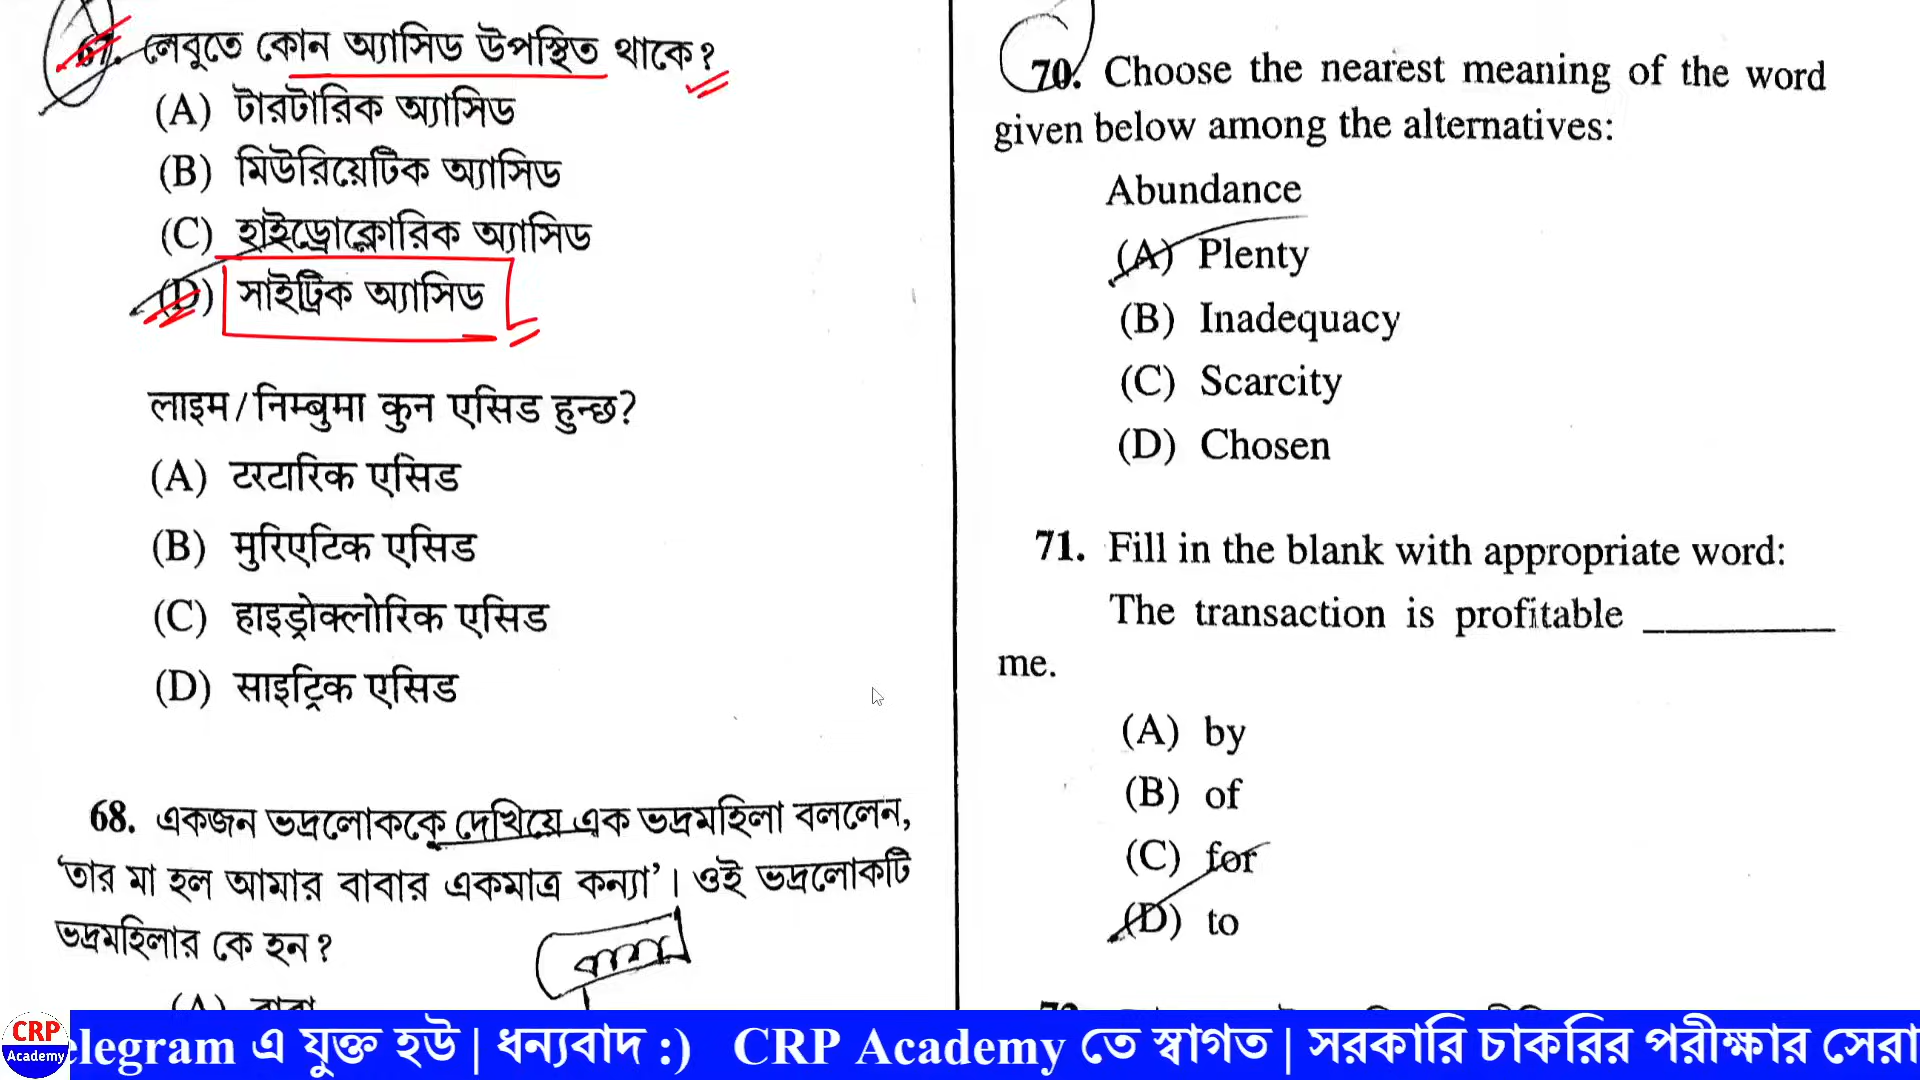 67. লেবুতে কোন অ্যাসিড উপস্থিত থাকে?
(A) টারটারিক অ্যাসিড
(B) মিউরিয়েটিক অ্যাসিড
(C) হাইড্রোক্লোরিক অ্যাসিড
(D) সাইট্রিক অ্যাসিড
लाइम/निम्बुमा कुन एसिड हुन्छ?
(A) टरटारिक एसिड
(B) मुरिएटिक एसिड
(C) हाइड्रोक्लोरिक एसिड
(D) साइट्रिक एसिड
68. একজন ভদ্রলোককে দেখিয়ে এক ভদ্রমহিলা বললেন,
‘তার মা হল আমার বাবার একমাত্র কন্যা’। ওই ভদ্রলোকটি
ভদ্রমহিলার কে হন?
বাবা
(A) বাবা
70. Choose the nearest meaning of the word
given below among the alternatives:
Abundance
(A) Plenty
(B) Inadequacy
(C) Scarcity
(D) Chosen
71. Fill in the blank with appropriate word:
The transaction is profitable __________
me.
(A) by
(B) of
(C) for
(D) to
CRP
Academy
elegram এ যুক্ত হউ | ধন্যবাদ :) CRP Academy তে স্বাগত | সরকারি চাকরির পরীক্ষার সেরা